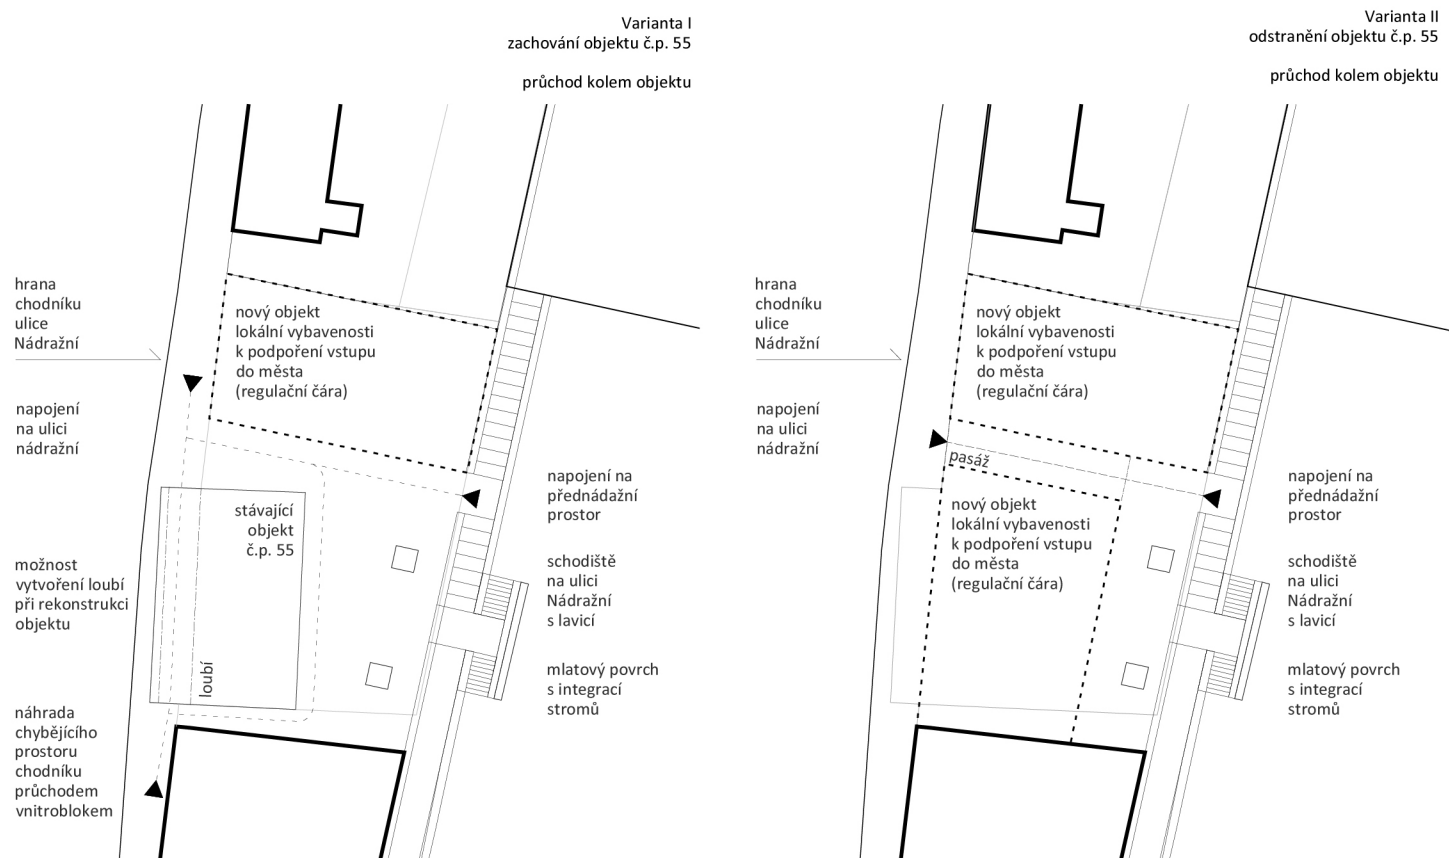 Varianta I
zachování objektu č.p. 55
průchod kolem objektu
hrana
chodníku
ulice
Nádražní
napojení
na ulici
nádražní
možnost
vytvoření loubí
při rekonstrukci
objektu
náhrada
chybějícího
prostoru
chodníku
průchodem
vnitroblokem
nový objekt
lokální vybavenosti
k podpoření vstupu
do města
(regulační čára)
stávající
objekt
č.p. 55
loubí
napojení na
přednádažní
prostor
schodiště
na ulici
Nádražní
s lavicí
mlatový povrch
s integrací
stromů
Varianta II
odstranění objektu č.p. 55
průchod kolem objektu
hrana
chodníku
ulice
Nádražní
napojení
na ulici
nádražní
nový objekt
lokální vybavenosti
k podpoření vstupu
do města
(regulační čára)
pasáž
nový objekt
lokální vybavenosti
k podpoření vstupu
do města
(regulační čára)
napojení na
přednádažní
prostor
schodiště
na ulici
Nádražní
s lavicí
mlatový povrch
s integrací
stromů